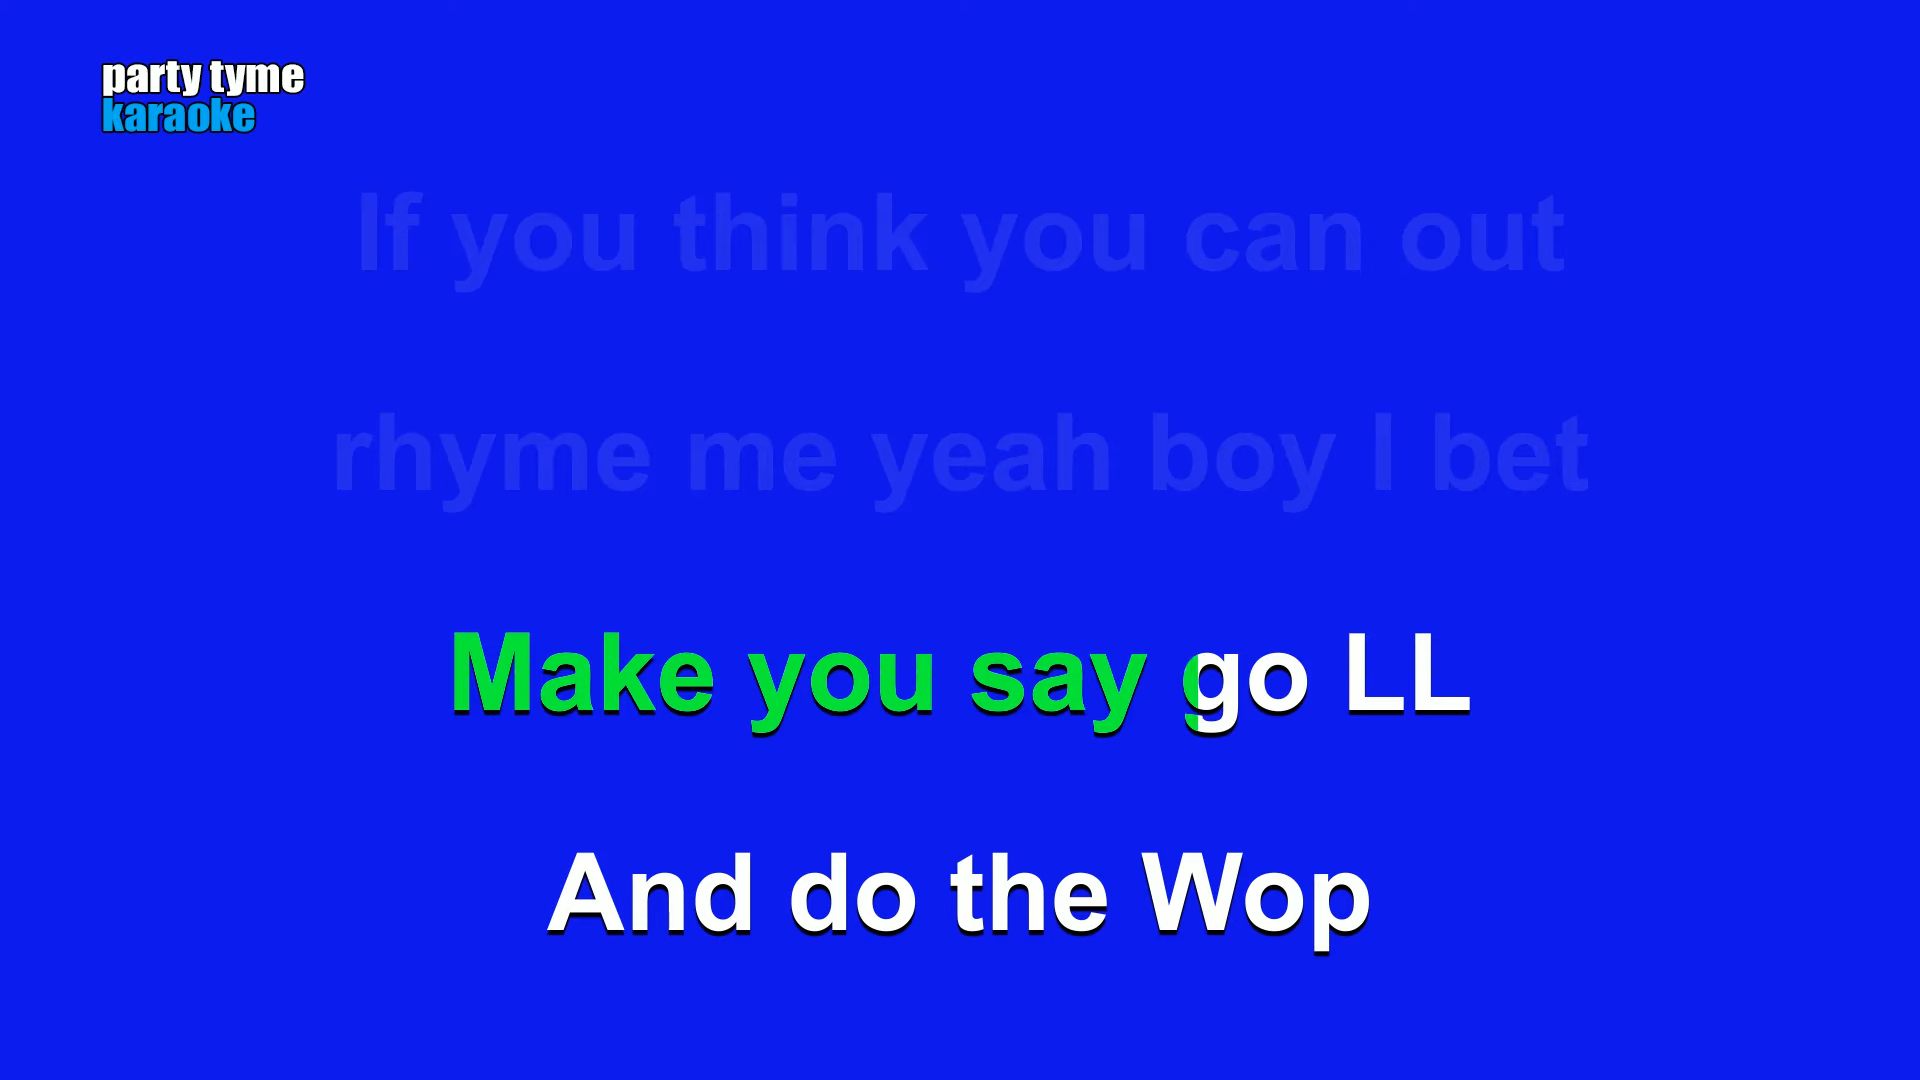 party tyme
karaoke
If you think you can out
rhyme me yeah boy I bet
Make you say go LL
And do the Wop